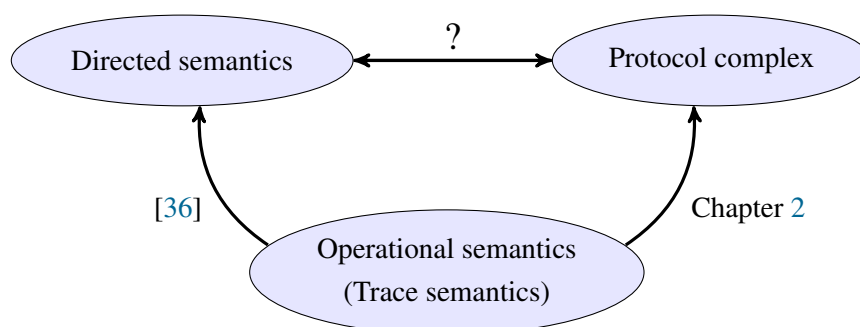 ?
Directed semantics
Protocol complex
[36]
Chapter 2
Operational semantics
(Trace semantics)